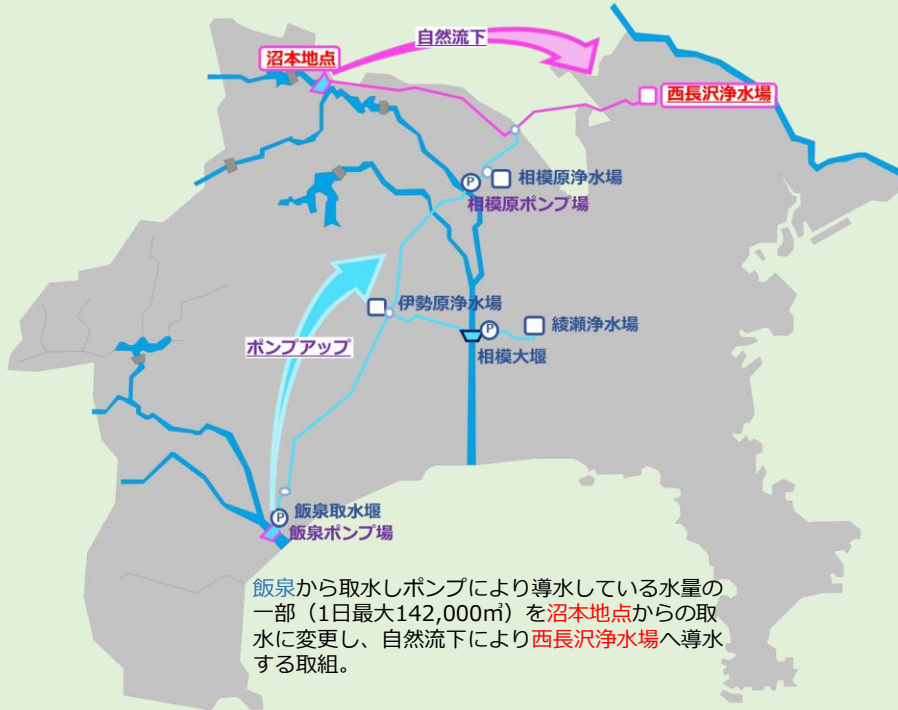 自然流下
沼本地点
西長沢浄水場
P
相模原浄水場
相模原ポンプ場
伊勢原浄水場
P
綾瀬浄水場
相模大堰
ポンプアップ
P
飯泉取水堰
飯泉ポンプ場
飯泉から取水しポンプにより導水している水量の
一部（1日最大142,000㎥）を沼本地点からの取
水に変更し、自然流下により西長沢浄水場へ導水
する取組。